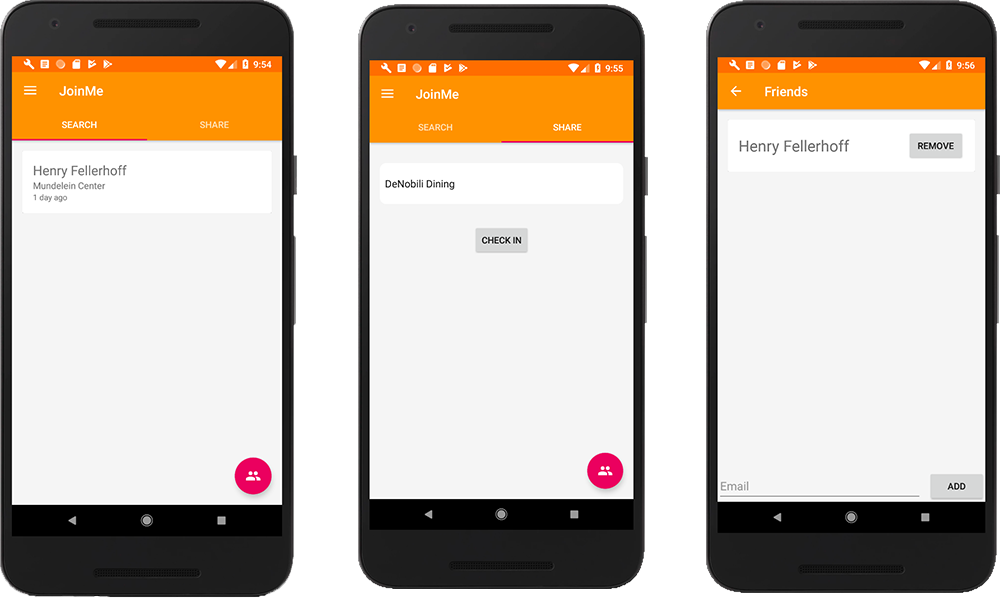 9:54
JoinMe
SEARCH SHARE
Henry Fellerhoff
Mundelein Center
1 day ago
9:55
JoinMe
SEARCH SHARE
DeNobili Dining
CHECK IN
9:56
Friends
Henry Fellerhoff REMOVE
Email ADD